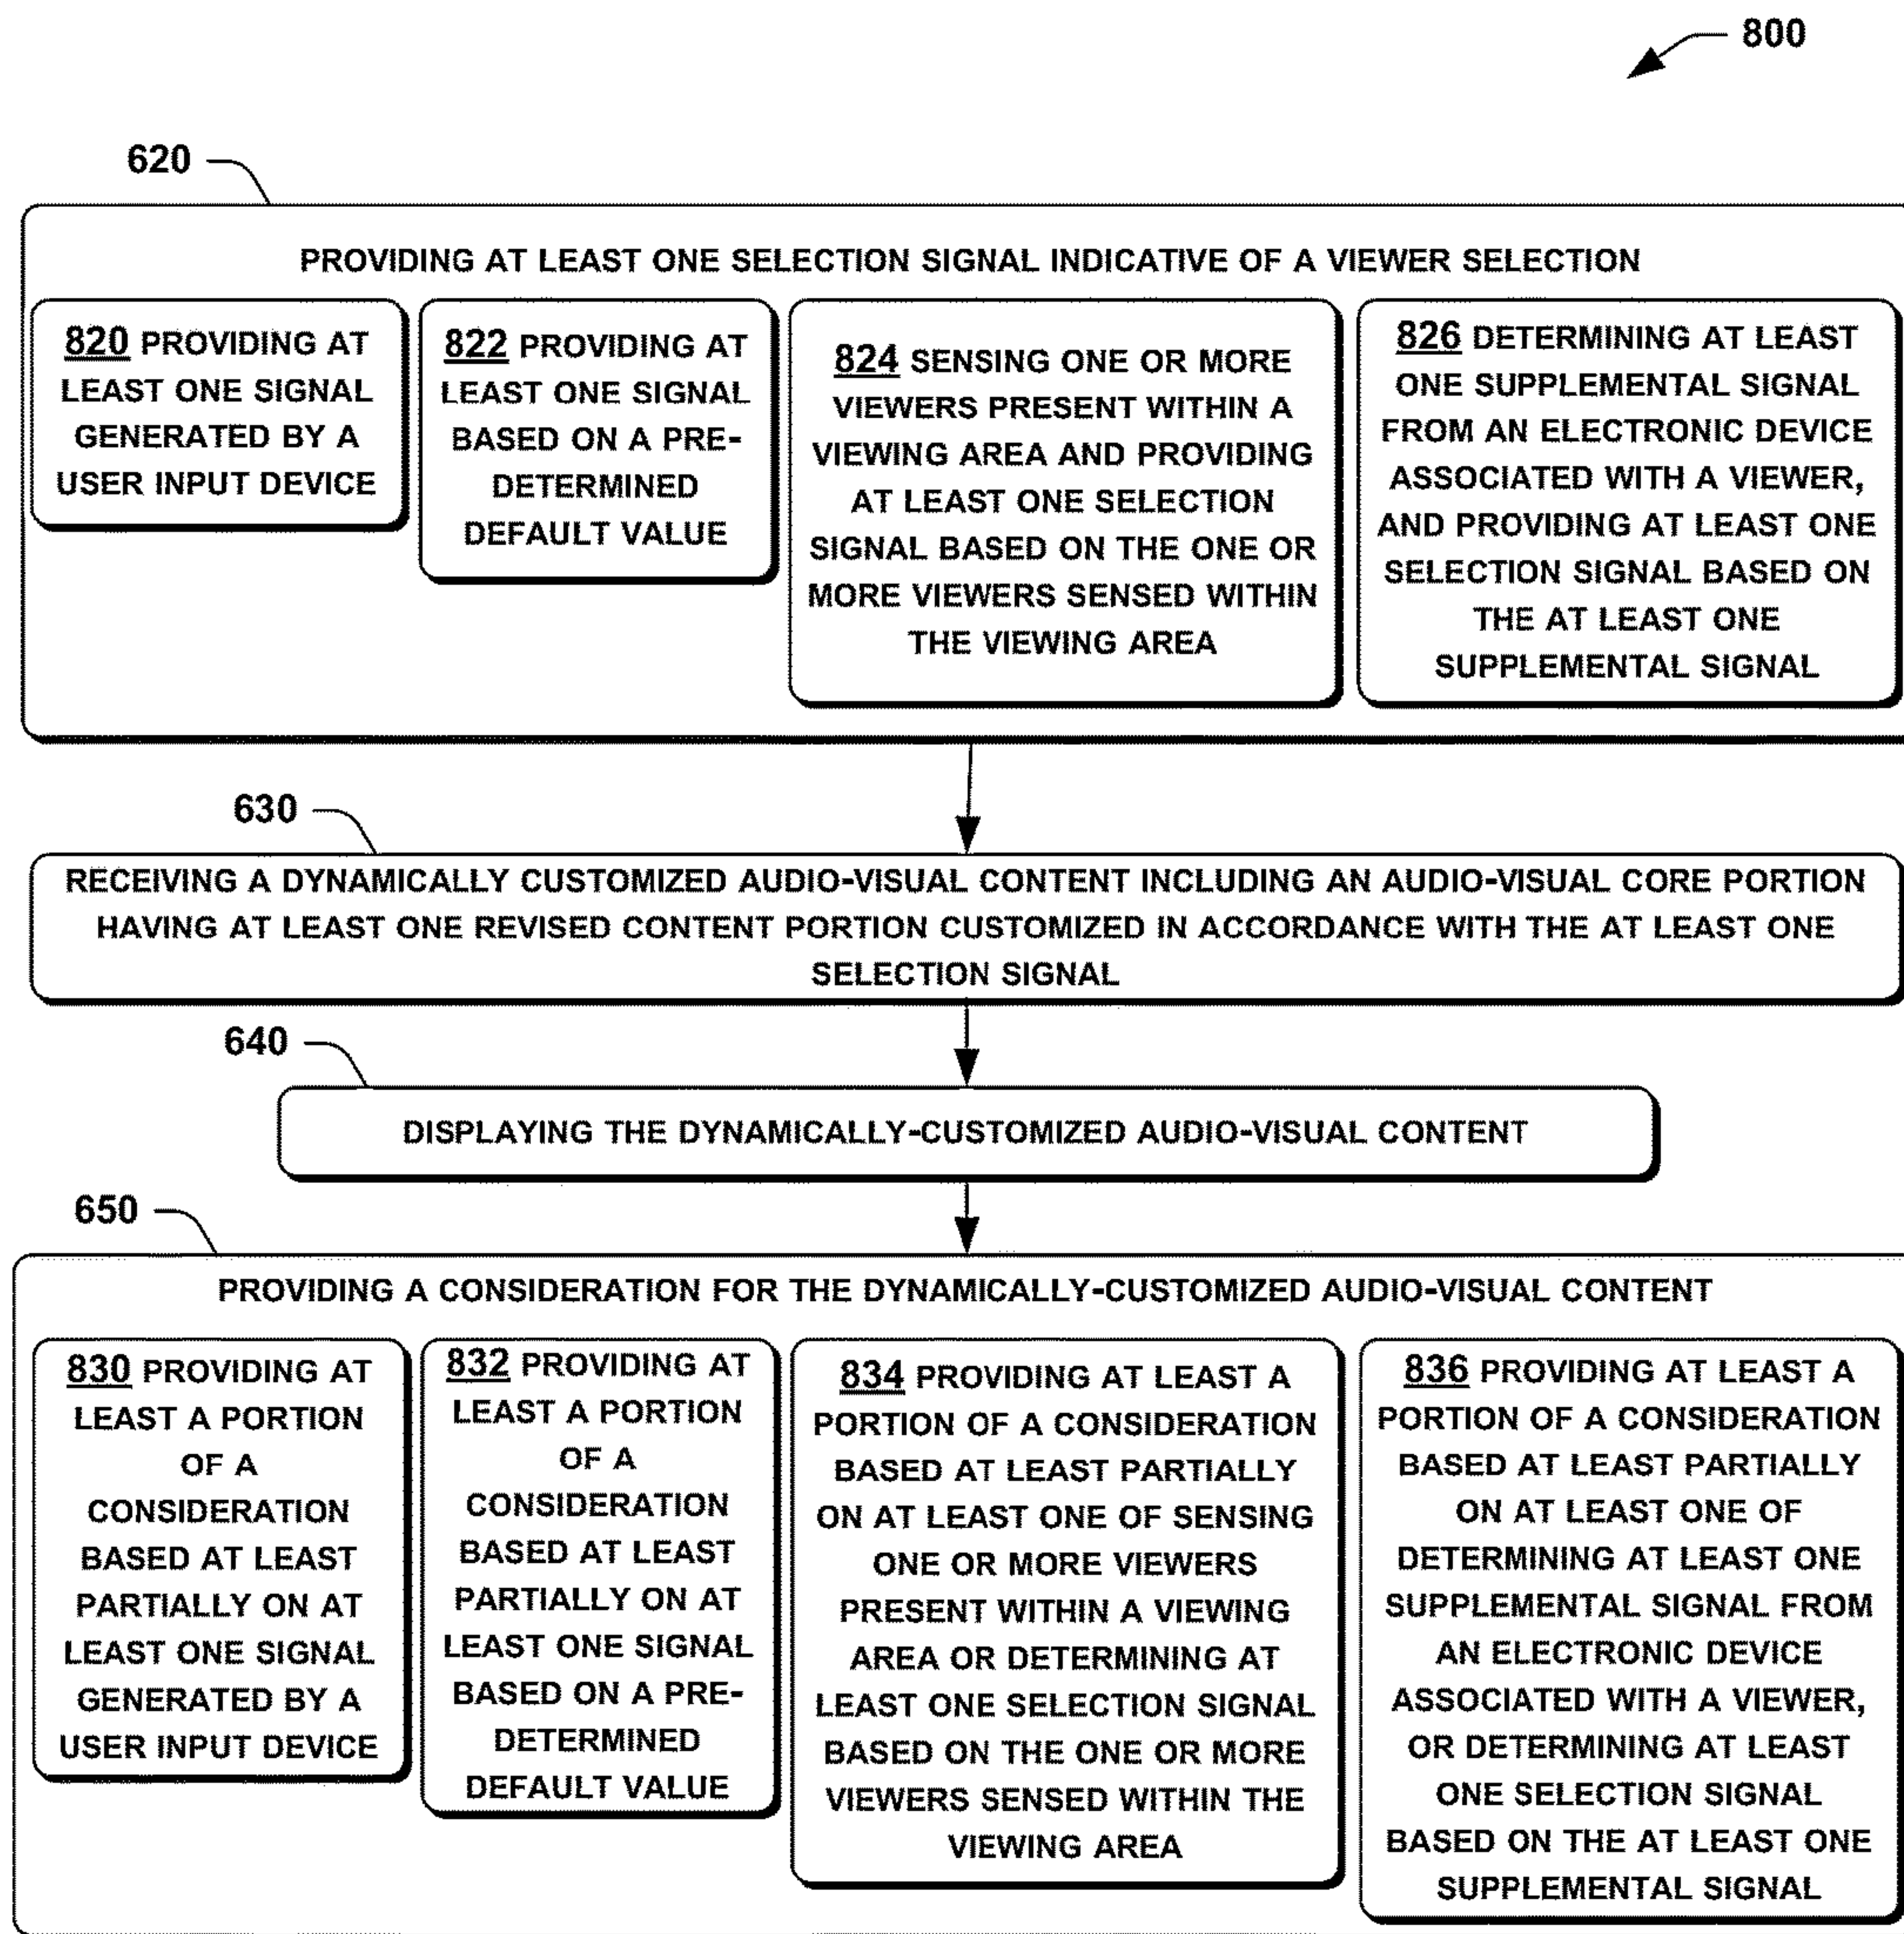 800
620
PROVIDING AT LEAST ONE SELECTION SIGNAL INDICATIVE OF A VIEWER SELECTION
820 PROVIDING AT
LEAST ONE SIGNAL
GENERATED BY A
USER INPUT DEVICE
822 PROVIDING AT
LEAST ONE SIGNAL
BASED ON A PRE-
DETERMINED
DEFAULT VALUE
824 SENSING ONE OR MORE
VIEWERS PRESENT WITHIN A
VIEWING AREA AND PROVIDING
AT LEAST ONE SELECTION
SIGNAL BASED ON THE ONE OR
MORE VIEWERS SENSED WITHIN
THE VIEWING AREA
826 DETERMINING AT LEAST
ONE SUPPLEMENTAL SIGNAL
FROM AN ELECTRONIC DEVICE
ASSOCIATED WITH A VIEWER,
AND PROVIDING AT LEAST ONE
SELECTION SIGNAL BASED ON
THE AT LEAST ONE
SUPPLEMENTAL SIGNAL
630
RECEIVING A DYNAMICALLY CUSTOMIZED AUDIO-VISUAL CONTENT INCLUDING AN AUDIO-VISUAL CORE PORTION
HAVING AT LEAST ONE REVISED CONTENT PORTION CUSTOMIZED IN ACCORDANCE WITH THE AT LEAST ONE
SELECTION SIGNAL
640
DISPLAYING THE DYNAMICALLY-CUSTOMIZED AUDIO-VISUAL CONTENT
650
PROVIDING A CONSIDERATION FOR THE DYNAMICALLY-CUSTOMIZED AUDIO-VISUAL CONTENT
830 PROVIDING AT
LEAST A PORTION
OF A
CONSIDERATION
BASED AT LEAST
PARTIALLY ON AT
LEAST ONE SIGNAL
GENERATED BY A
USER INPUT DEVICE
832 PROVIDING AT
LEAST A PORTION
OF A
CONSIDERATION
BASED AT LEAST
PARTIALLY ON AT
LEAST ONE SIGNAL
BASED ON A PRE-
DETERMINED
DEFAULT VALUE
834 PROVIDING AT LEAST A
PORTION OF A CONSIDERATION
BASED AT LEAST PARTIALLY
ON AT LEAST ONE OF SENSING
ONE OR MORE VIEWERS
PRESENT WITHIN A VIEWING
AREA OR DETERMINING AT
LEAST ONE SELECTION SIGNAL
BASED ON THE ONE OR MORE
VIEWERS SENSED WITHIN THE
VIEWING AREA
836 PROVIDING AT LEAST A
PORTION OF A CONSIDERATION
BASED AT LEAST PARTIALLY
ON AT LEAST ONE OF
DETERMINING AT LEAST ONE
SUPPLEMENTAL SIGNAL FROM
AN ELECTRONIC DEVICE
ASSOCIATED WITH A VIEWER,
OR DETERMINING AT LEAST
ONE SELECTION SIGNAL
BASED ON THE AT LEAST ONE
SUPPLEMENTAL SIGNAL